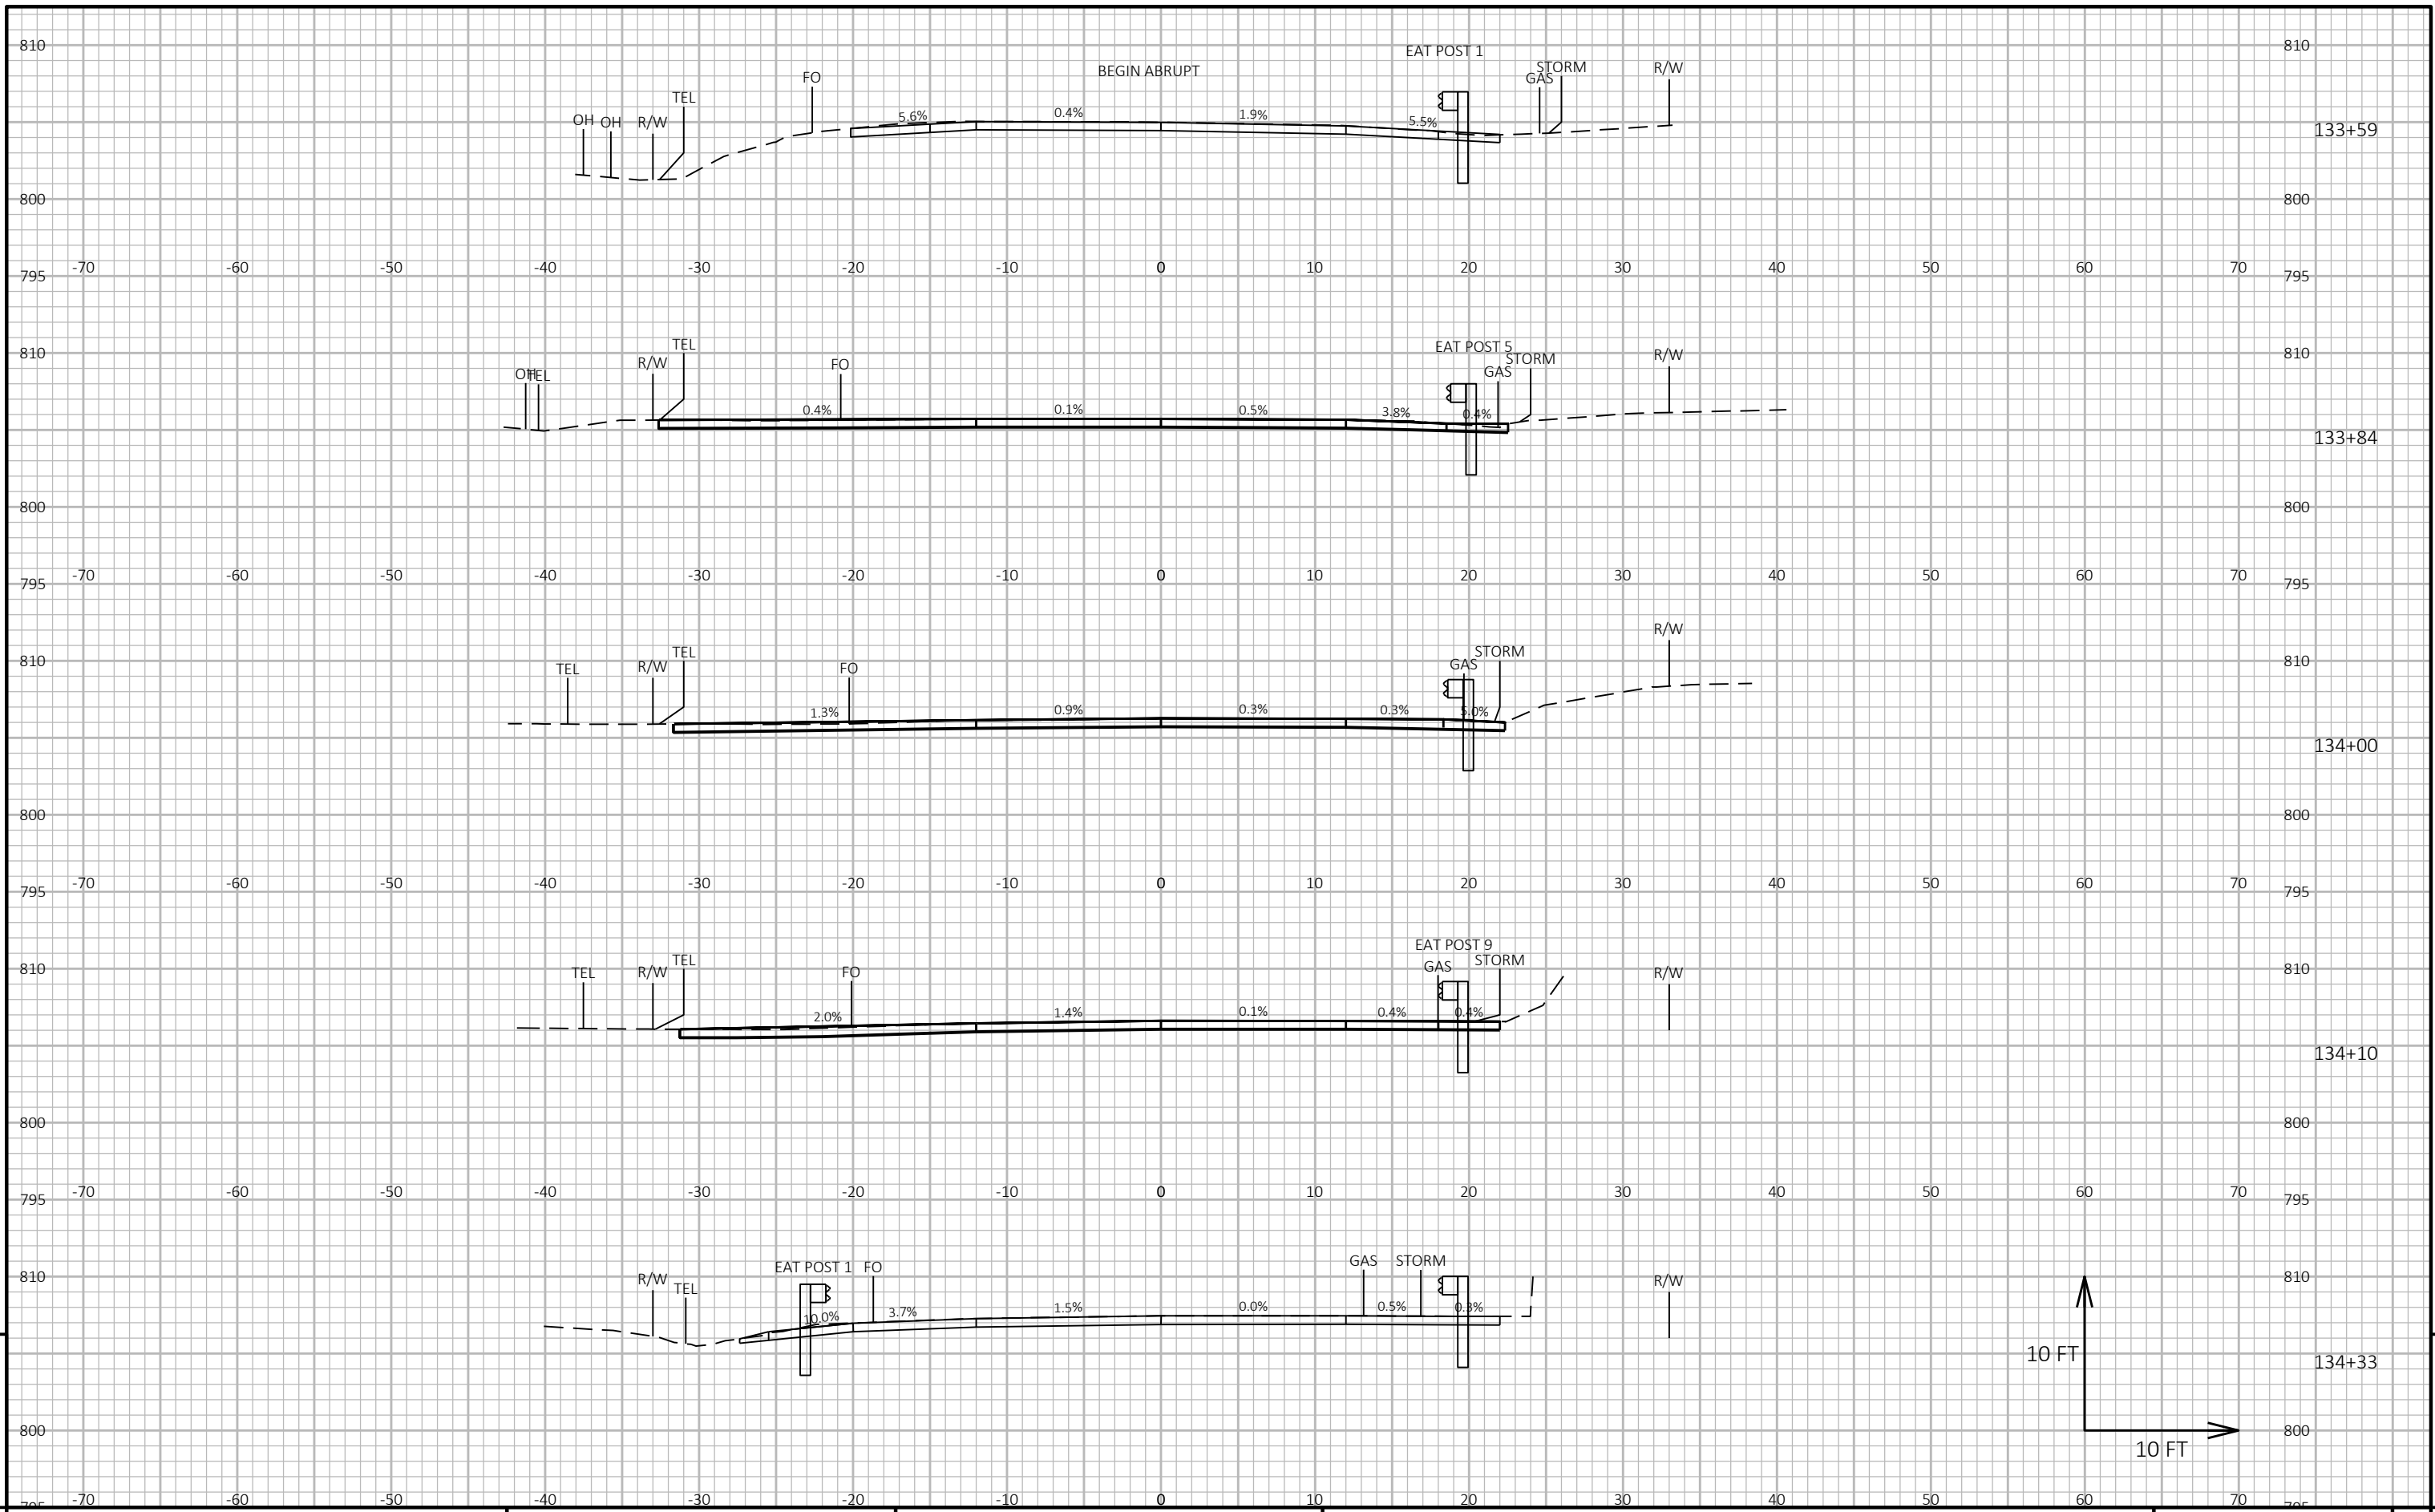 810 EAT POST 1 810
BEGIN ABRUPT
FO STORM R/W
GAS
TEL
OH OH R/W 5.6% 0.4% 1.9% 5.5% 133+59
800 800
-70 -60 -50 -40 -30 -20 -10 0 10 20 30 40 50 60 70
795 795
TEL EAT POST 5
810 R/W FO STORM R/W 810
OH TEL GAS
0.4% 0.1% 0.5% 3.8% 0.4%
133+84
800 800
-70 -60 -50 -40 -30 -20 -10 0 10 20 30 40 50 60 70
795 795
R/W
TEL STORM
810 TEL R/W FO GAS 810
1.3% 0.9% 0.3% 0.3% 5.0%
134+00
800 800
-70 -60 -50 -40 -30 -20 -10 0 10 20 30 40 50 60 70
795 795
EAT POST 9
TEL STORM
810 TEL R/W FO GAS R/W 810
2.0% 1.4% 0.1% 0.4% 0.4%
134+10
800 800
-70 -60 -50 -40 -30 -20 -10 0 10 20 30 40 50 60 70
795 795
EAT POST 1 FO GAS STORM
810 R/W TEL R/W 810
10.0% 3.7% 1.5% 0.0% 0.5% 0.3%
10 FT 134+33
800 800
10 FT
-70 -60 -50 -40 -30 -20 -10 0 10 20 30 40 50 60 70
795 795